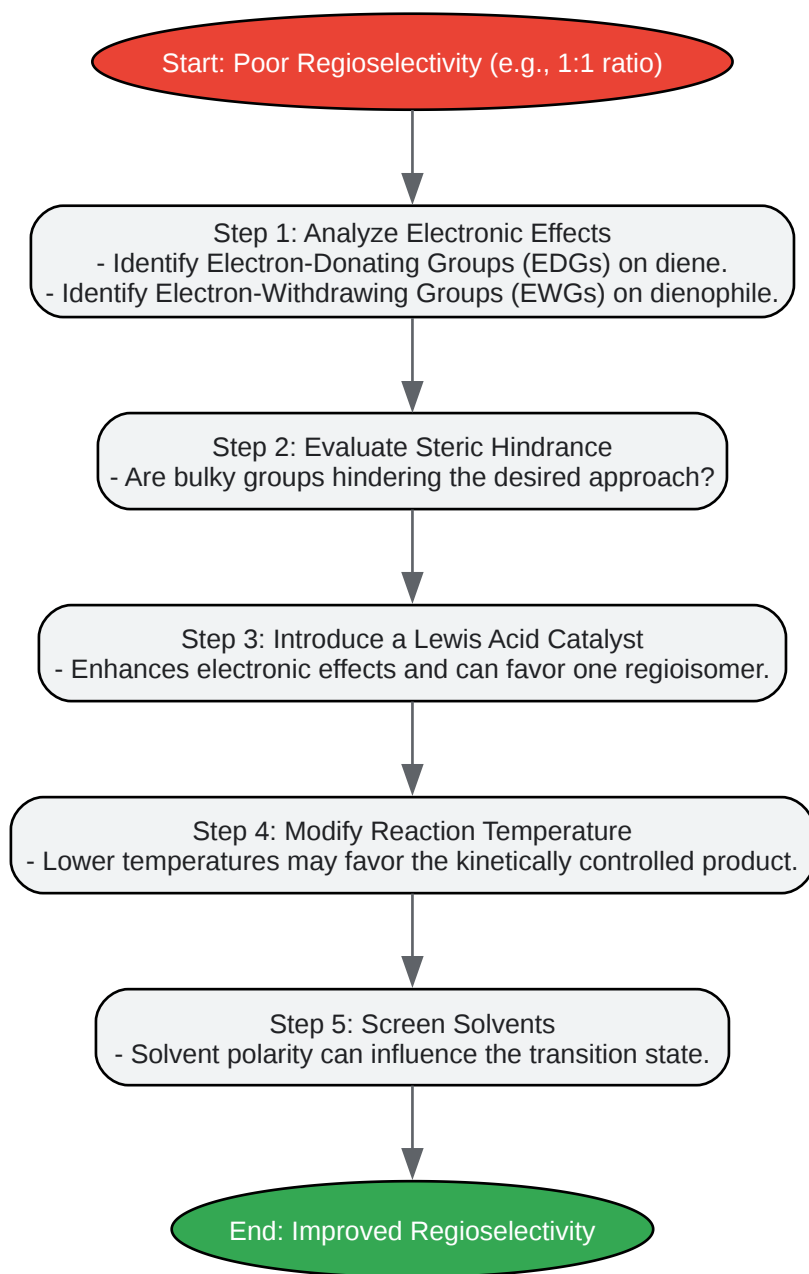 Start: Poor Regioselectivity (e.g., 1:1 ratio)
Step 1: Analyze Electronic Effects
- Identify Electron-Donating Groups (EDGs) on diene.
- Identify Electron-Withdrawing Groups (EWGs) on dienophile.
Step 2: Evaluate Steric Hindrance
- Are bulky groups hindering the desired approach?
Step 3: Introduce a Lewis Acid Catalyst
- Enhances electronic effects and can favor one regioisomer.
Step 4: Modify Reaction Temperature
- Lower temperatures may favor the kinetically controlled product.
Step 5: Screen Solvents
- Solvent polarity can influence the transition state.
End: Improved Regioselectivity